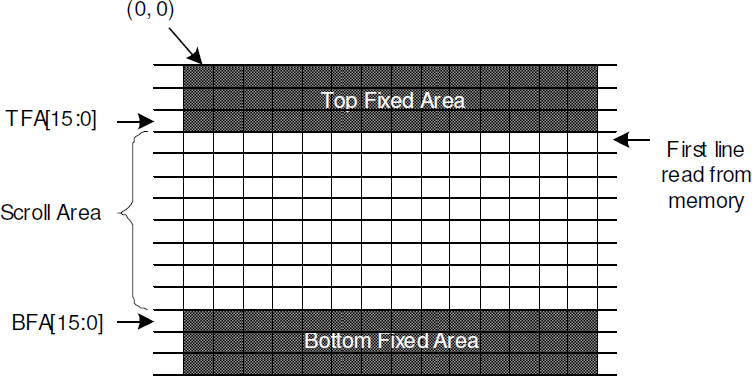 (0, 0)
Top Fixed Area
TFA[15:0]
First line
read from
memory
Scroll Area
BFA[15:0]
Bottom Fixed Area